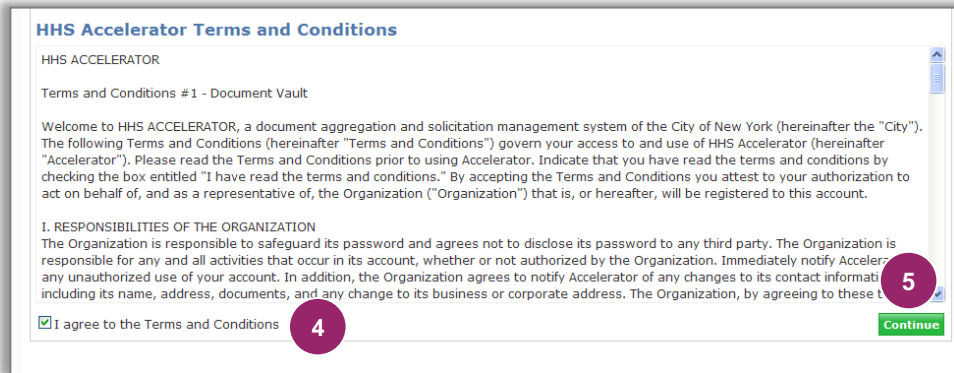 HHS Accelerator Terms and Conditions
HHS ACCELERATOR
Terms and Conditions #1 - Document Vault
Welcome to HHS ACCELERATOR, a document aggregation and solicitation management system of the City of New York (hereinafter the "City").
The following Terms and Conditions (hereinafter "Terms and Conditions") govern your access to and use of HHS Accelerator (hereinafter
"Accelerator"). Please read the Terms and Conditions prior to using Accelerator. Indicate that you have read the terms and conditions by
checking the box entitled "I have read the terms and conditions." By accepting the Terms and Conditions you attest to your authorization to
act on behalf of, and as a representative of, the Organization ("Organization") that is, or hereafter, will be registered to this account.
I. RESPONSIBILITIES OF THE ORGANIZATION
The Organization is responsible to safeguard its password and agrees not to disclose its password to any third party. The Organization is
responsible for any and all activities that occur in its account, whether or not authorized by the Organization. Immediately notify
any unauthorized use of your account. In addition, the Organization agrees to notify Accelerator of any changes to its contact
including its name, address, documents, and any change to its business or corporate address. The Organization, by agreeing to these
5
I agree to the Terms and Conditions
4
Continue